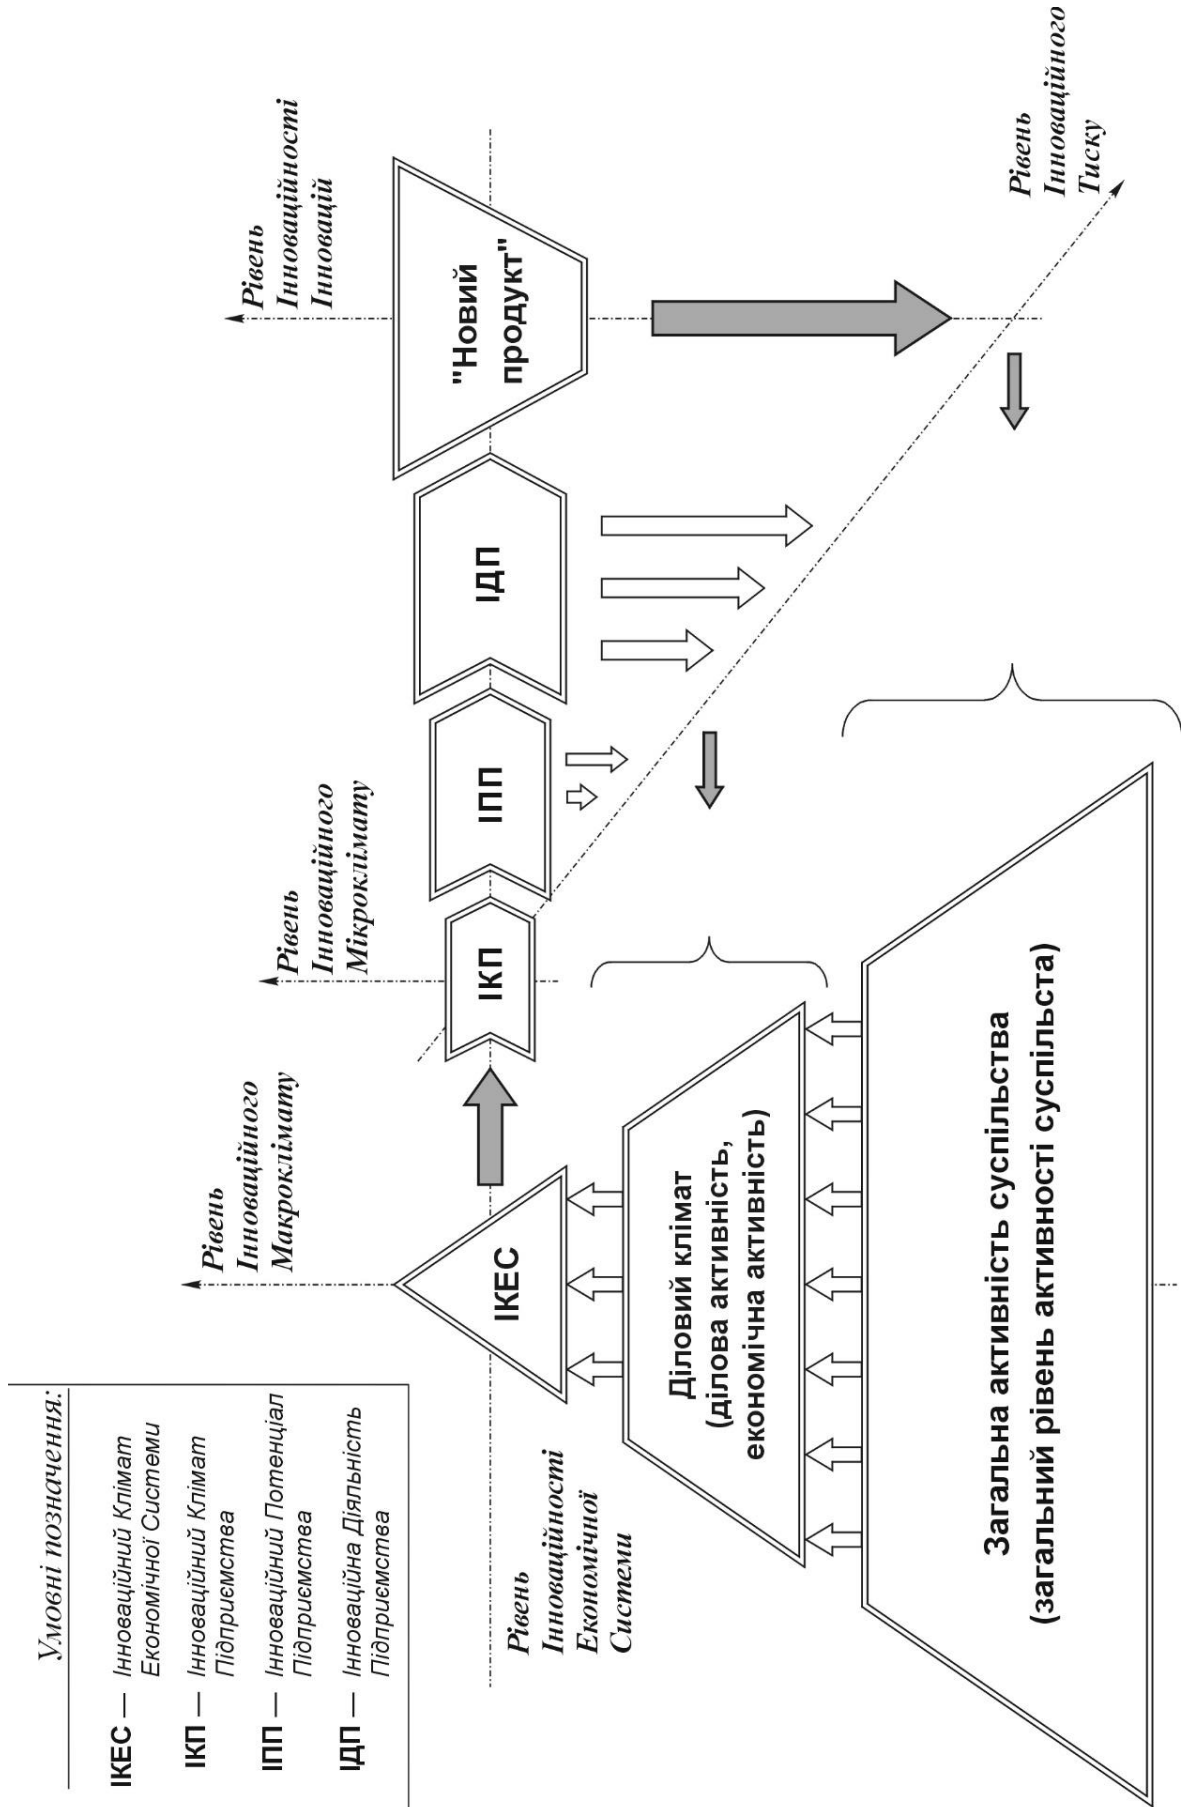 Умовні позначення:
ІКЕС — Інноваційний Клімат
Економічної Системи
ІКП — Інноваційний Клімат
Підприємства
ІПП — Інноваційний Потенціал
Підприємства
ІДП — Інноваційна Діяльність
Підприємства
Рівень
Інноваційного
Макроклімату
Рівень
Інноваційного
Мікроклімату
Рівень
Інноваційності
Інновацій
ІКЕС
ІКП
ІПП
ІДП
"Новий
продукт"
Рівень
Інноваційності
Економічної
Системи
Діловий клімат
(ділова активність,
економічна активність)
Рівень
Інноваційного
Тиску
Загальна активність суспільства
(загальний рівень активності суспільста)